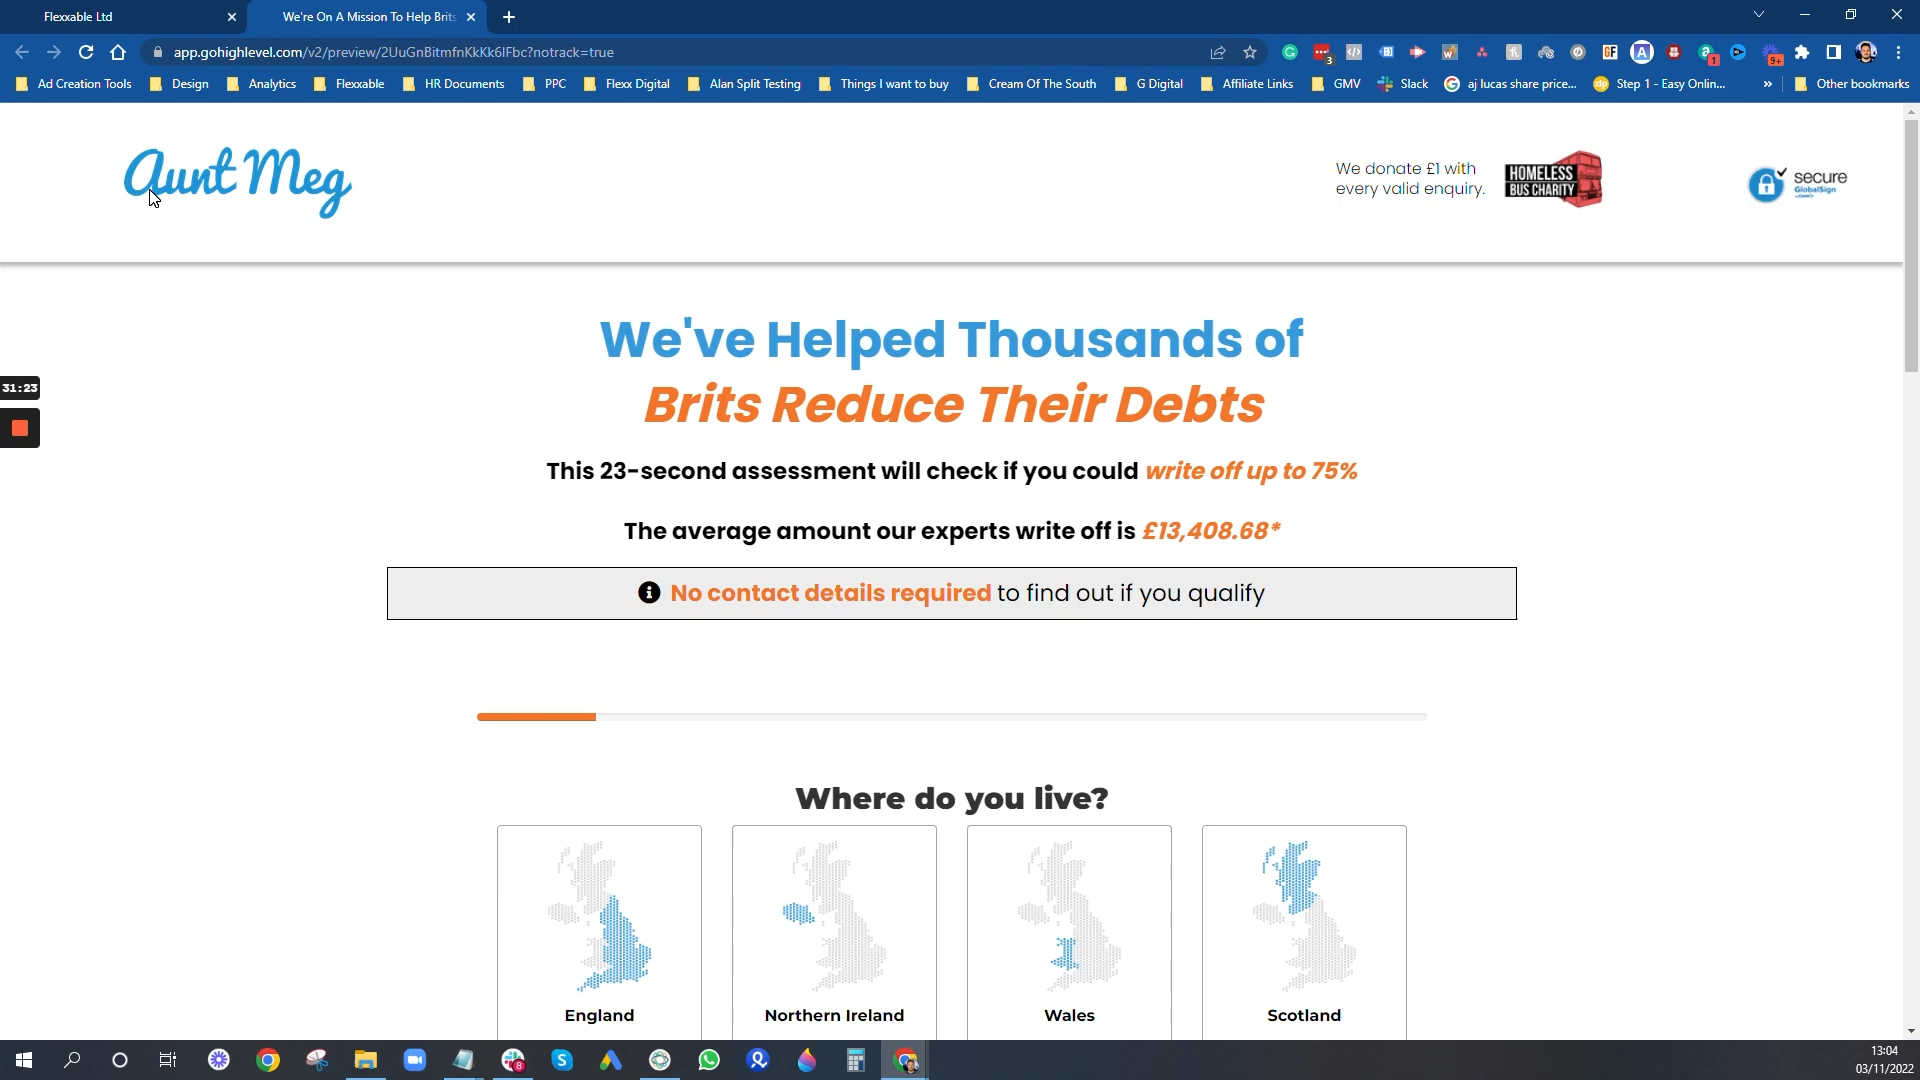 Flexxable Ltd
We're On A Mission To Help Brits
app.gohighlevel.com/v2/preview/2UuGnBitmfnKkKk6lFbc?notrack=true
3
1
9+
Ad Creation Tools
Design
Analytics
Flexxable
HR Documents
PPC
Flexx Digital
Alan Split Testing
Things I want to buy
Cream Of The South
G Digital
Affiliate Links
GMV
Slack
aj lucas share price...
Step 1 - Easy Onlin...
»
Other bookmarks
Aunt Meg
We donate £1 with
every valid enquiry.
HOMELESS
BUS CHARITY
secure
GlobalSign
31:23
We've Helped Thousands of
Brits Reduce Their Debts
This 23-second assessment will check if you could write off up to 75%
The average amount our experts write off is £13,408.68*
No contact details required to find out if you qualify
Where do you live?
England
Northern Ireland
Wales
Scotland
8
13:04
03/11/2022